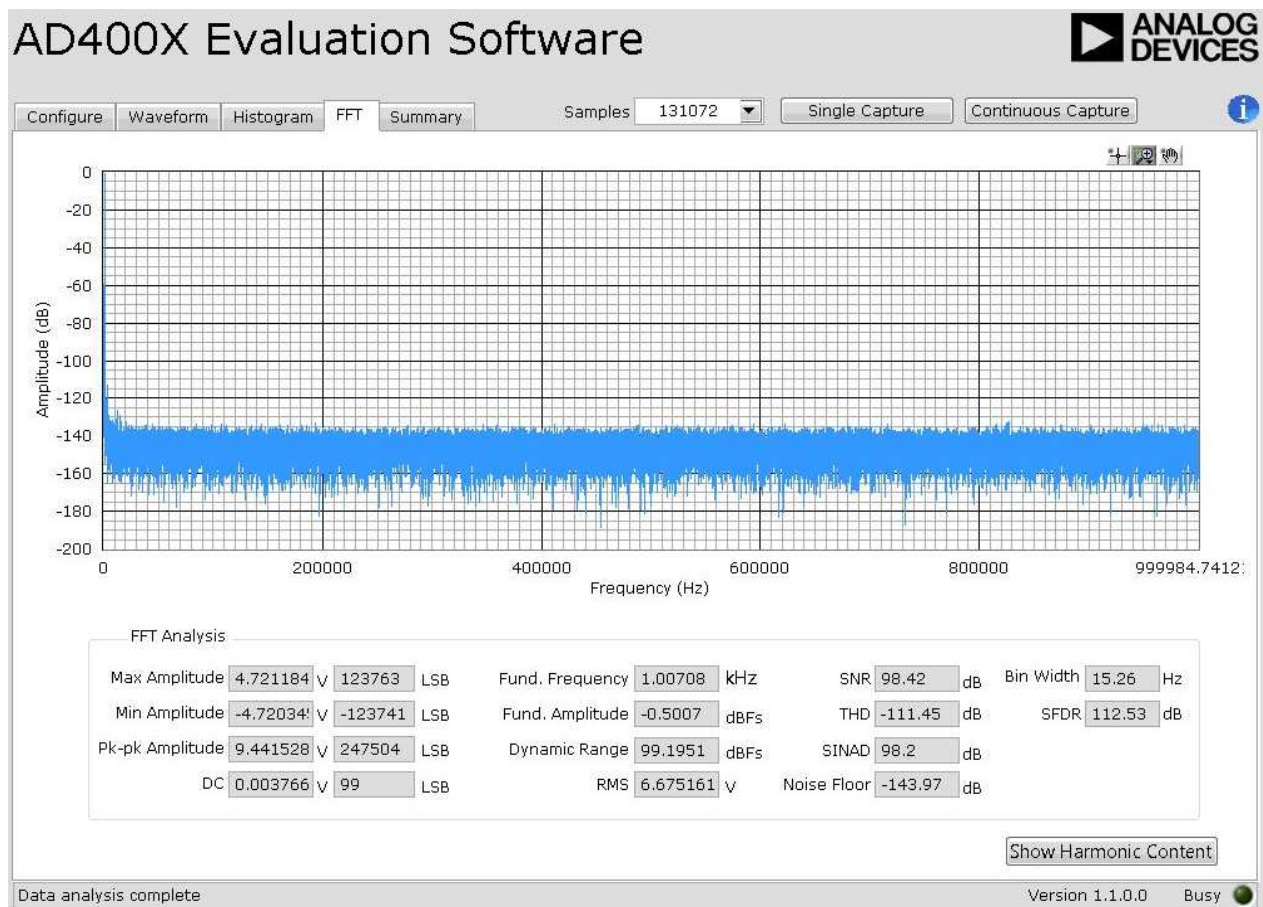 AD400X Evaluation Software
ANALOG
DEVICES
Configure Waveform Histogram FFT Summary Samples 131072 Single Capture Continuous Capture
0
-20
-40
-60
-80
-100
-120
-140
-160
-180
-200
Amplitude (dB)
0 200000 400000 600000 800000 999984.7412
Frequency (Hz)
FFT Analysis
Max Amplitude 4.721184 V 123763 LSB Fund. Frequency 1.00708 kHz SNR 98.42 dB Bin Width 15.26 Hz
Min Amplitude -4.72034 V -123741 LSB Fund. Amplitude -0.5007 dBFs THD -111.45 dB SFDR 112.53 dB
Pk-pk Amplitude 9.441528 V 247504 LSB Dynamic Range 99.1951 dBFs SINAD 98.2 dB
DC 0.003766 V 99 LSB RMS 6.675161 V Noise Floor -143.97 dB
Show Harmonic Content
Data analysis complete Version 1.1.0.0 Busy